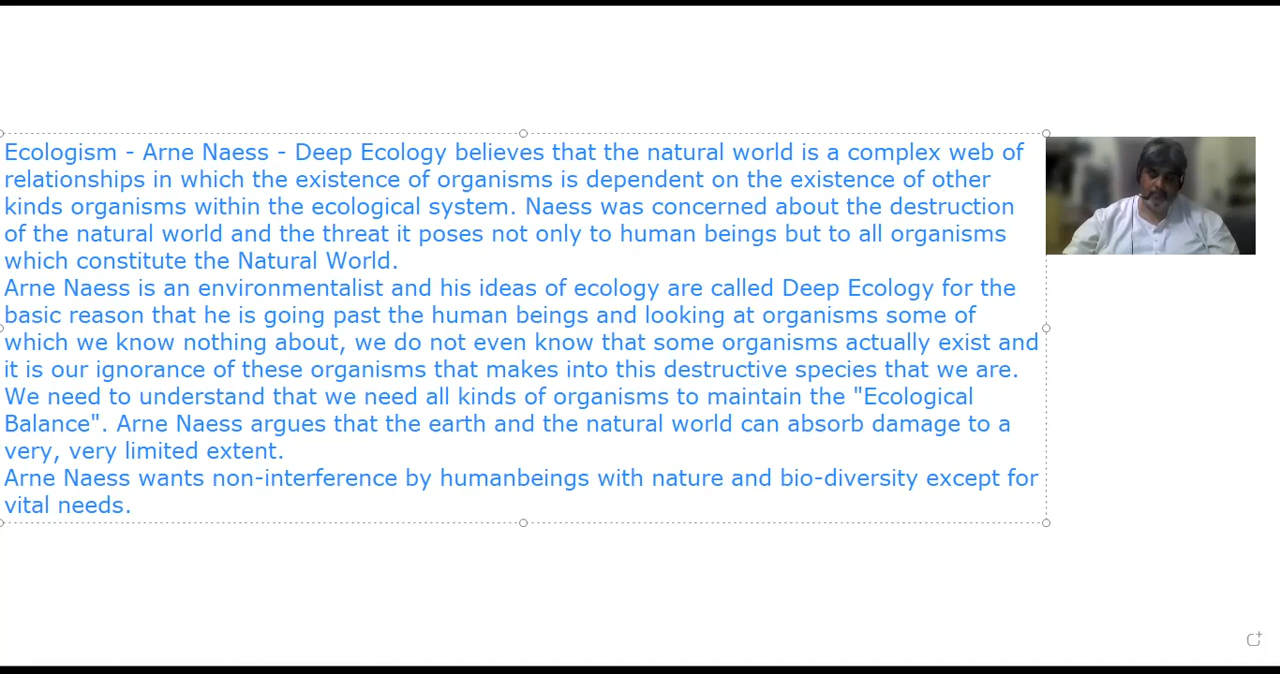 Ecologism - Arne Naess - Deep Ecology believes that the natural world is a complex web of
relationships in which the existence of organisms is dependent on the existence of other
kinds organisms within the ecological system. Naess was concerned about the destruction
of the natural world and the threat it poses not only to human beings but to all organisms
which constitute the Natural World.
Arne Naess is an environmentalist and his ideas of ecology are called Deep Ecology for the
basic reason that he is going past the human beings and looking at organisms some of
which we know nothing about, we do not even know that some organisms actually exist and
it is our ignorance of these organisms that makes into this destructive species that we are.
We need to understand that we need all kinds of organisms to maintain the "Ecological
Balance". Arne Naess argues that the earth and the natural world can absorb damage to a
very, very limited extent.
Arne Naess wants non-interference by humanbeings with nature and bio-diversity except for
vital needs.